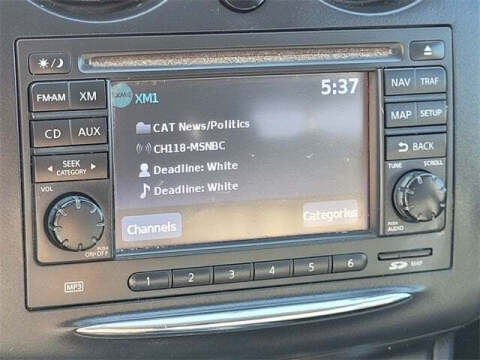 FM•AM
XM
CD
AUX
SEEK
CATEGORY
VOL
PUSH
ON•OFF
MP3
XM1
5:37
CAT News/Politics
CH118-MSNBC
Deadline: White
Deadline: White
Channels
Categories
1 2 3 4 5 6
NAV
TRAF
MAP
SETUP
BACK
TUNE
SCROLL
PUSH
AUDIO
MAP